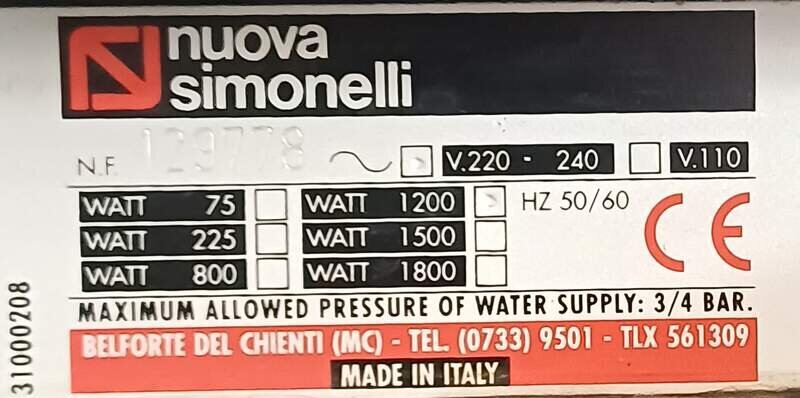 nuova
simonelli
N.F. 129778 ~ V.220 - 240 V.110
WATT 75 WATT 1200 HZ 50/60 CE
WATT 225 WATT 1500
WATT 800 WATT 1800
MAXIMUM ALLOWED PRESSURE OF WATER SUPPLY: 3/4 BAR.
BELFORTE DEL CHIENTI (MC) - TEL. (0733) 9501 - TLX 561309
MADE IN ITALY
31000208